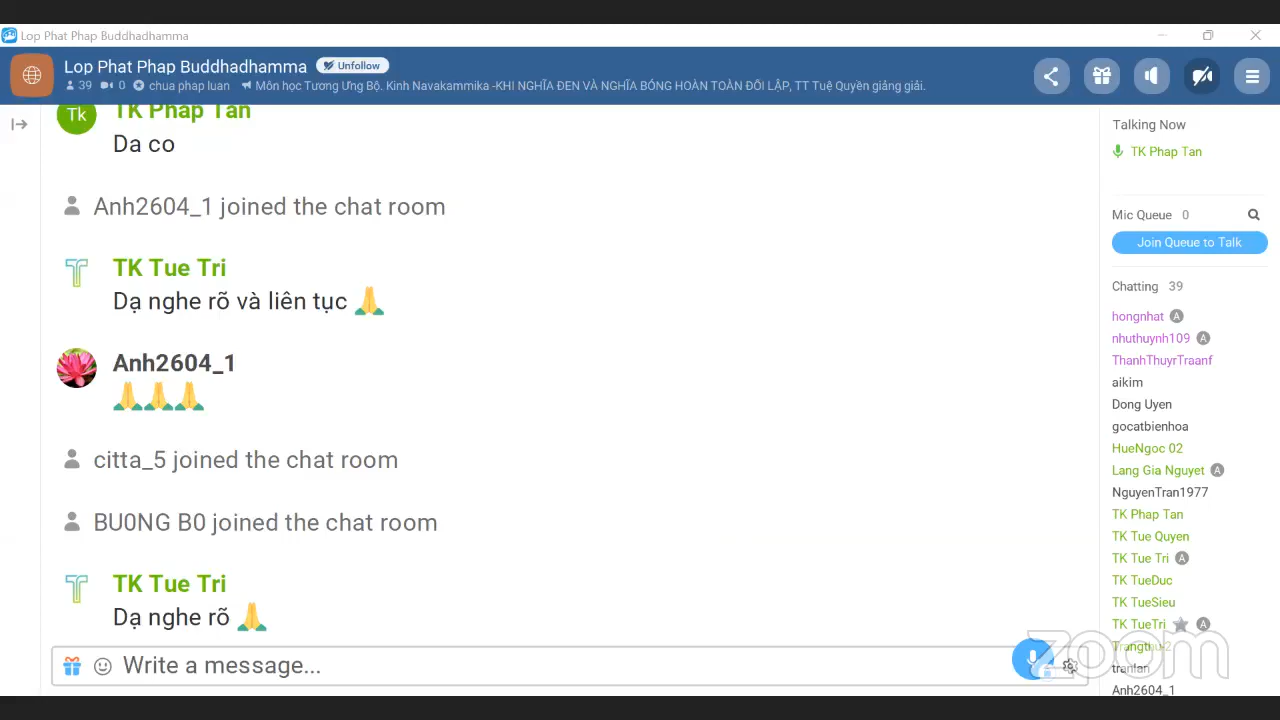 Lop Phat Phap Buddhadhamma
Lop Phat Phap Buddhadhamma Unfollow
39 0 chua phap luan Môn học Tương Ưng Bộ. Kinh Navakammika -KHI NGHĨA ĐEN VÀ NGHĨA BÓNG HOÀN TOÀN ĐỐI LẬP, TT Tuệ Quyền giảng giải.
Tk TK Phap Tan
Da co
Anh2604_1 joined the chat room
TK Tue Tri
Dạ nghe rõ và liên tục 🙏
Anh2604_1
🙏🙏🙏
citta_5 joined the chat room
BU0NG B0 joined the chat room
TK Tue Tri
Dạ nghe rõ 🙏
Write a message...
Talking Now
TK Phap Tan
Mic Queue 0
Join Queue to Talk
Chatting 39
hongnhat A
nhuthuynh109 A
ThanhThuyrTraanf
aikim
Dong Uyen
gocatbienhoa
HueNgoc 02
Lang Gia Nguyet A
NguyenTran1977
TK Phap Tan
TK Tue Quyen
TK Tue Tri A
TK TueDuc
TK TueSieu
TK TueTri A
Trangthu-2
tranlan
Anh2604_1
zoom